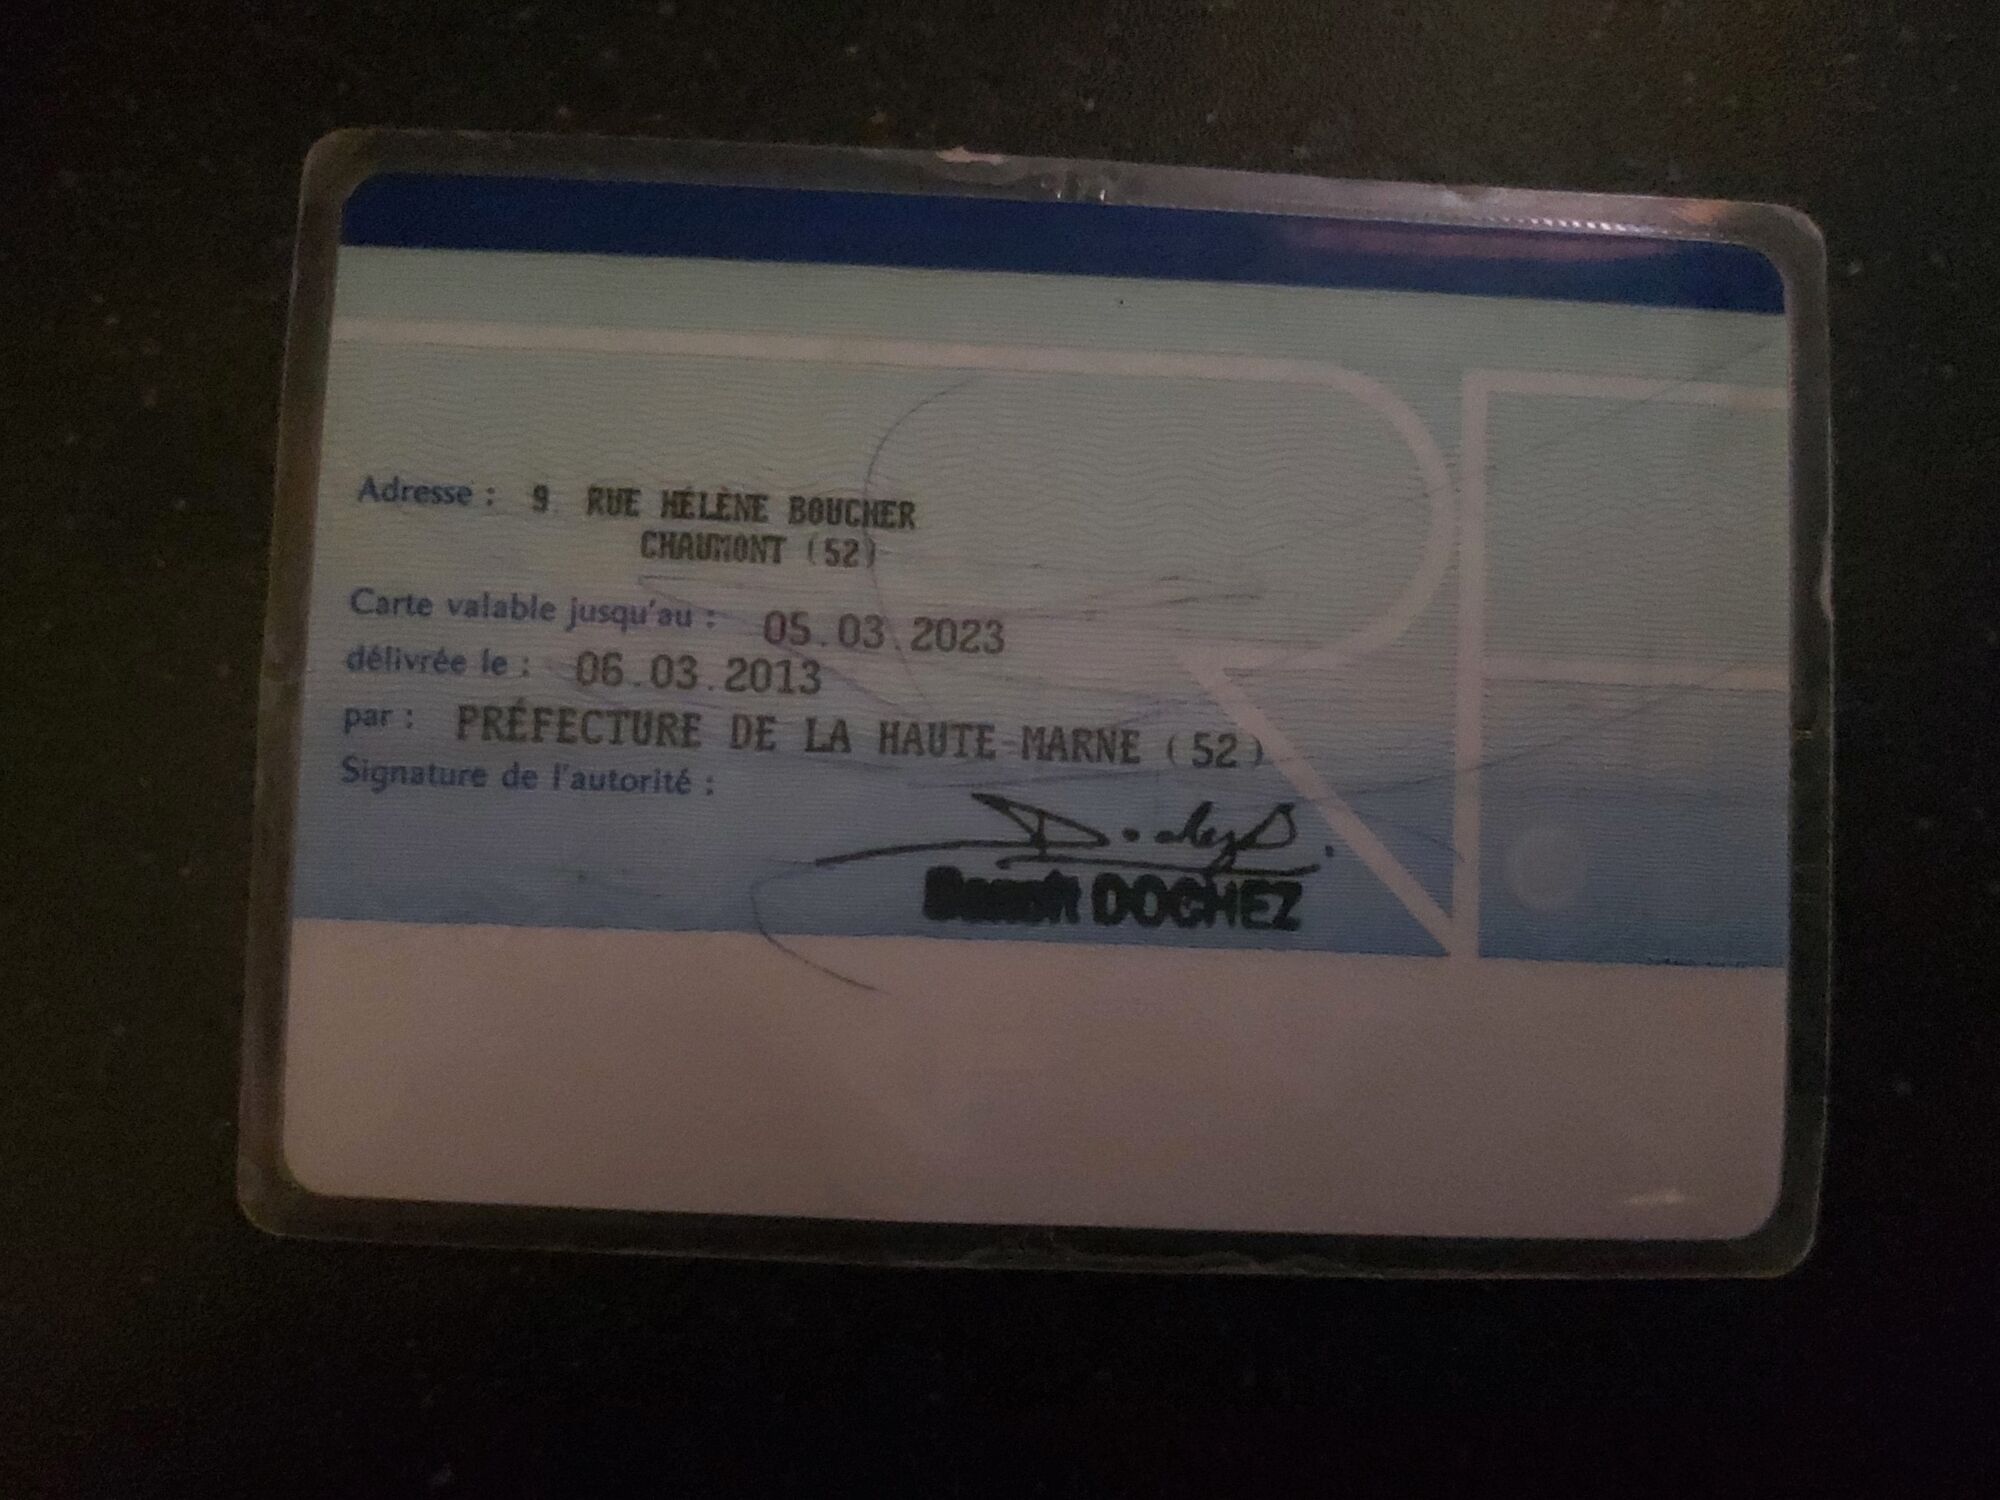 Adresse : 9 RUE HÉLÈNE BOUCHER
CHAUMONT (52)
Carte valable jusqu'au : 05.03.2023
délivrée le : 06.03.2013
par : PRÉFECTURE DE LA HAUTE-MARNE (52)
Signature de l'autorité :
Benoît DOCHEZ